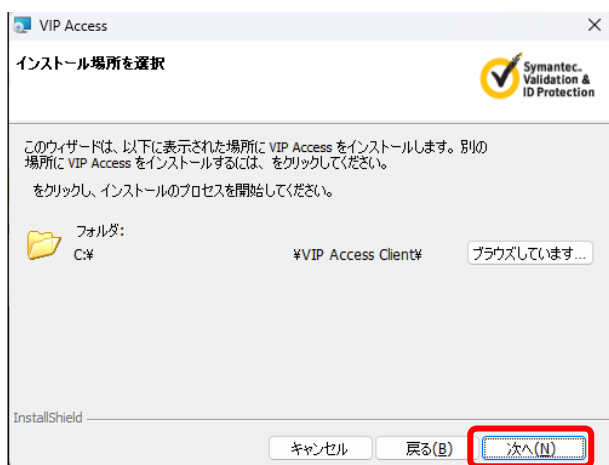 VIP Access
インストール場所を選択
Symantec.
Validation &
ID Protection
このウィザードは、以下に表示された場所に VIP Access をインストールします。別の
場所に VIP Access をインストールするには、をクリックしてください。
をクリックし、インストールのプロセスを開始してください。
フォルダ:
C:¥ ¥VIP Access Client¥ ブラウズしています...
InstallShield
キャンセル 戻る(B) 次へ(N)